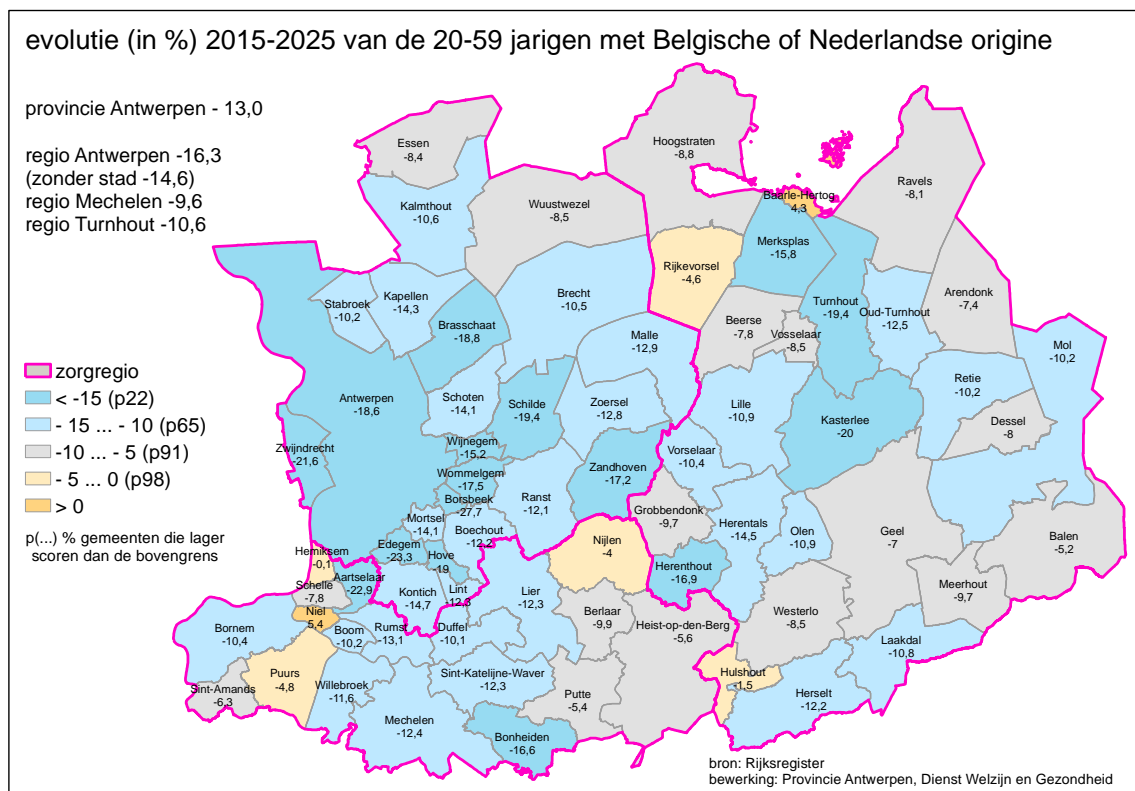 evolutie (in %) 2015-2025 van de 20-59 jarigen met Belgische of Nederlandse origine
provincie Antwerpen - 13,0
regio Antwerpen -16,3
(zonder stad -14,6)
regio Mechelen -9,6
regio Turnhout -10,6
zorgregio
< -15 (p22)
- 15 ... - 10 (p65)
-10 ... - 5 (p91)
- 5 ... 0 (p98)
> 0
p(...) % gemeenten die lager
scoren dan de bovengrens
Essen
-8,4
Hoogstraten
-8,8
Ravels
-8,1
Kalmthout
-10,6
Wuustwezel
-8,5
Baarle-Hertog
4,3
Merksplas
-15,8
Rijkevorsel
-4,6
Stabroek
-10,2
Kapellen
-14,3
Brecht
-10,5
Brasschaat
-18,8
Turnhout
-19,4
Oud-Turnhout
-12,5
Arendonk
-7,4
Beerse
-7,8
Vosselaar
-8,5
Malle
-12,9
Mol
-10,2
Antwerpen
-18,6
Schoten
-14,1
Schilde
-19,4
Zoersel
-12,8
Lille
-10,9
Kasterlee
-20
Retie
-10,2
Dessel
-8
Zwijndrecht
-21,6
Wijnegem
-15,2
Wommelgem
-17,5
Borsbeek
-27,7
Zandhoven
-17,2
Vorselaar
-10,4
Ranst
-12,1
Grobbendonk
-9,7
Mortsel
-14,1
Boechout
-12,2
Herentals
-14,5
Olen
-10,9
Geel
-7
Balen
-5,2
Edegem
-23,3
Hove
-19
Nijlen
-4
Herenthout
-16,9
Hemiksem
-0,1
Aartselaar
-22,9
Schelle
-7,8
Kontich
-14,7
Lint
-12,3
Lier
-12,3
Meerhout
-9,7
Niel
5,4
Berlaar
-9,9
Heist-op-den-Berg
-5,6
Westerlo
-8,5
Bornem
-10,4
Boom
-10,2
Rums
-13,1
Duffel
-10,1
Laakdal
-10,8
Puurs
-4,8
Sint-Amands
-6,3
Willebroek
-11,6
Sint-Katelijne-Waver
-12,3
Hulshout
-1,5
Putte
-5,4
Herselt
-12,2
Mechelen
-12,4
Bonheiden
-16,6
bron: Rijksregister
bewerking: Provincie Antwerpen, Dienst Welzijn en Gezondheid